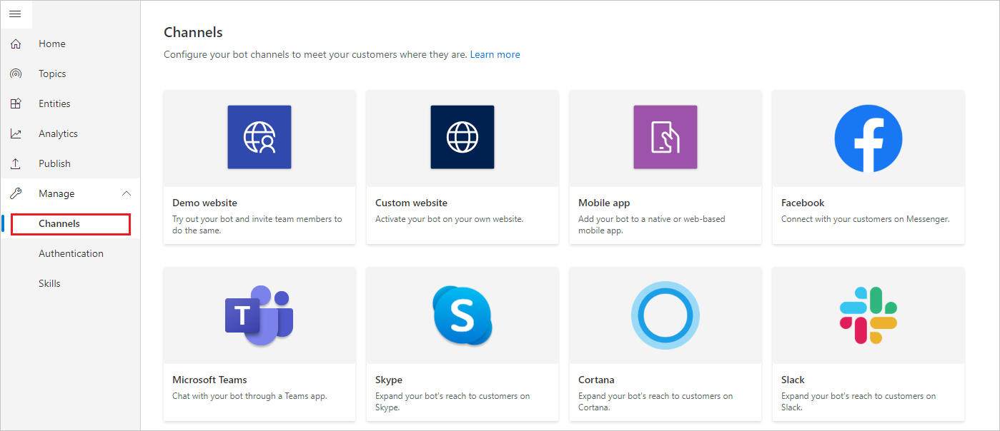 Home
Topics
Entities
Analytics
Publish
Manage
Channels
Authentication
Skills
Channels
Configure your bot channels to meet your customers where they are. Learn more
Demo website
Try out your bot and invite team members to
do the same.
Custom website
Activate your bot on your own website.
Mobile app
Add your bot to a native or web-based
mobile app.
Facebook
Connect with your customers on Messenger.
T
Microsoft Teams
Chat with your bot through a Teams app.
S
Skype
Expand your bot's reach to customers on
Skype.
Cortana
Expand your bot's reach to customers on
Cortana.
Slack
Expand your bot's reach to customers on
Slack.